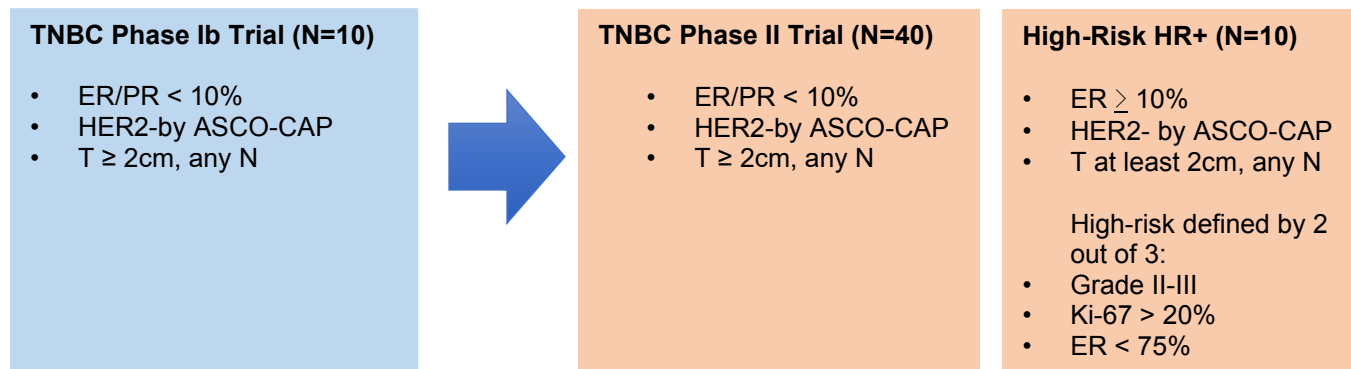 TNBC Phase Ib Trial (N=10)
• ER/PR < 10%
• HER2-by ASCO-CAP
• T ≥ 2cm, any N
TNBC Phase II Trial (N=40)
• ER/PR < 10%
• HER2-by ASCO-CAP
• T ≥ 2cm, any N
High-Risk HR+ (N=10)
• ER ≥ 10%
• HER2- by ASCO-CAP
• T at least 2cm, any N
High-risk defined by 2
out of 3:
• Grade II-III
• Ki-67 > 20%
• ER < 75%